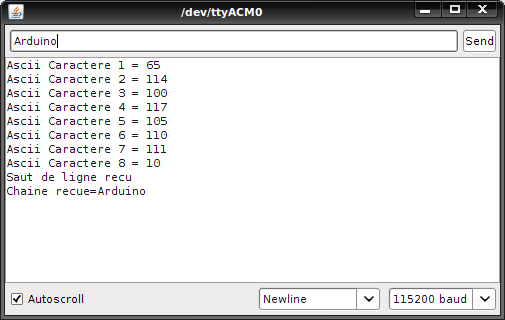 /dev/ttyACM0
Arduino
Send
Ascii Caractere 1 = 65
Ascii Caractere 2 = 114
Ascii Caractere 3 = 100
Ascii Caractere 4 = 117
Ascii Caractere 5 = 105
Ascii Caractere 6 = 110
Ascii Caractere 7 = 111
Ascii Caractere 8 = 10
Saut de ligne recu
Chaine recue=Arduino
Autoscroll
Newline
115200 baud